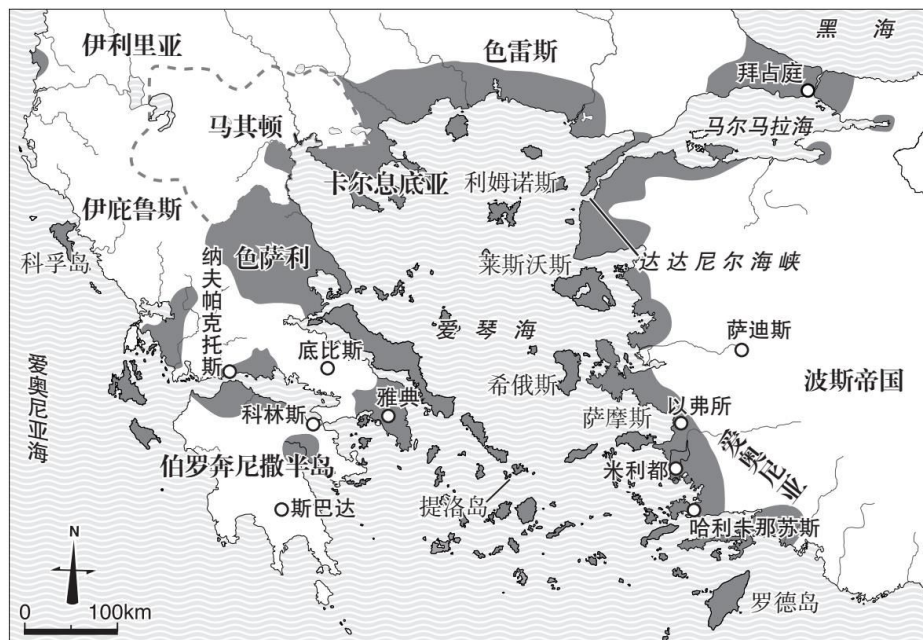 黑海
伊利里亚
色雷斯
拜占庭
马其顿
马尔马拉海
卡尔息底亚
利姆诺斯
伊庇鲁斯
科孚岛
色萨利
莱斯沃斯
达达尼尔海峡
纳夫帕克托斯
爱琴海
萨迪斯
底比斯
爱奥尼亚海
希俄斯
波斯帝国
雅典
科林斯
萨摩斯
以弗所
爱奥尼亚
伯罗奔尼撒半岛
米利都
斯巴达
提洛岛
哈利卡那苏斯
N
罗德岛
0 100km